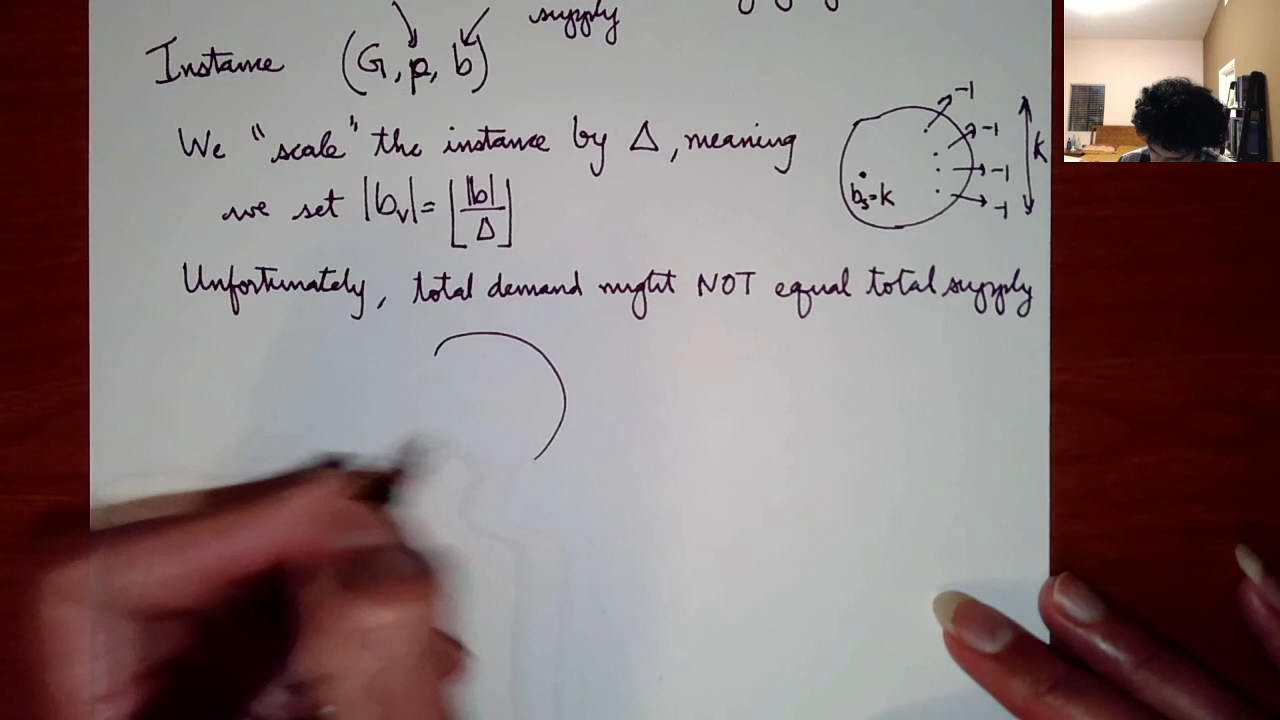 supply
Instance (G, p, b)
We "scale" the instance by Δ, meaning
we set |b_v| = ⌊|b|/Δ⌋
-1
-1
-1
-1
k
b_s=k
Unfortunately, total demand might NOT equal total supply